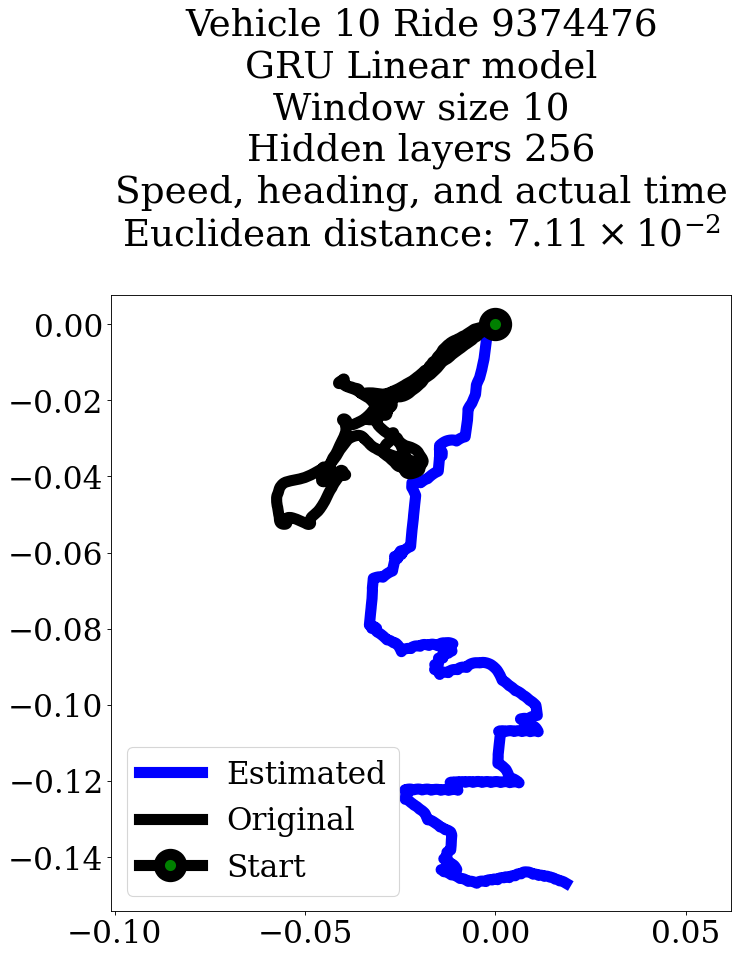 Vehicle 10 Ride 9374476
GRU Linear model
Window size 10
Hidden layers 256
Speed, heading, and actual time
Euclidean distance: 7.11 × 10⁻²
0.00
−0.02
−0.04
−0.06
−0.08
−0.10
−0.12
−0.14
Estimated
Original
Start
−0.10 −0.05 0.00 0.05